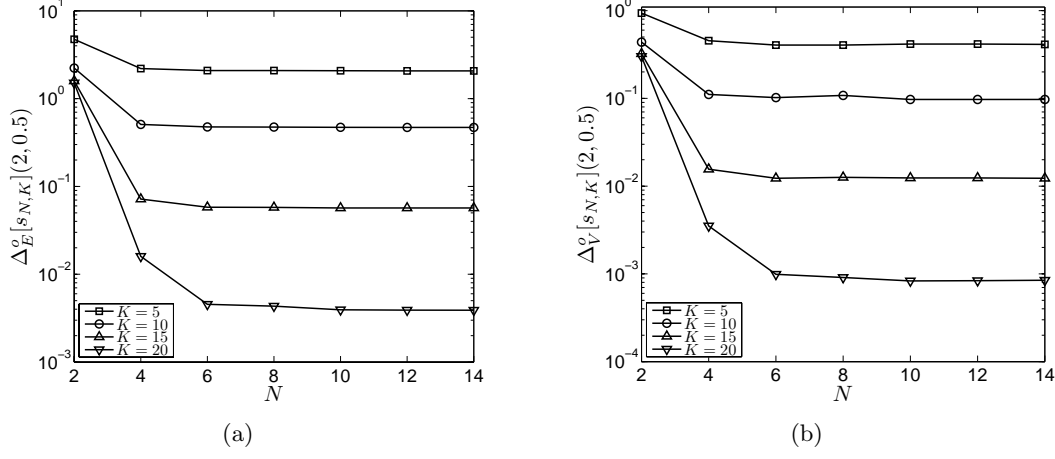 10^1
10^0
10^{-1}
10^{-2}
10^{-3}
Δ_E^o[s_{N,K}](2, 0.5)
K = 5
K = 10
K = 15
K = 20
2 4 6 8 10 12 14
N
(a)
10^0
10^{-1}
10^{-2}
10^{-3}
10^{-4}
Δ_V^o[s_{N,K}](2, 0.5)
K = 5
K = 10
K = 15
K = 20
2 4 6 8 10 12 14
N
(b)